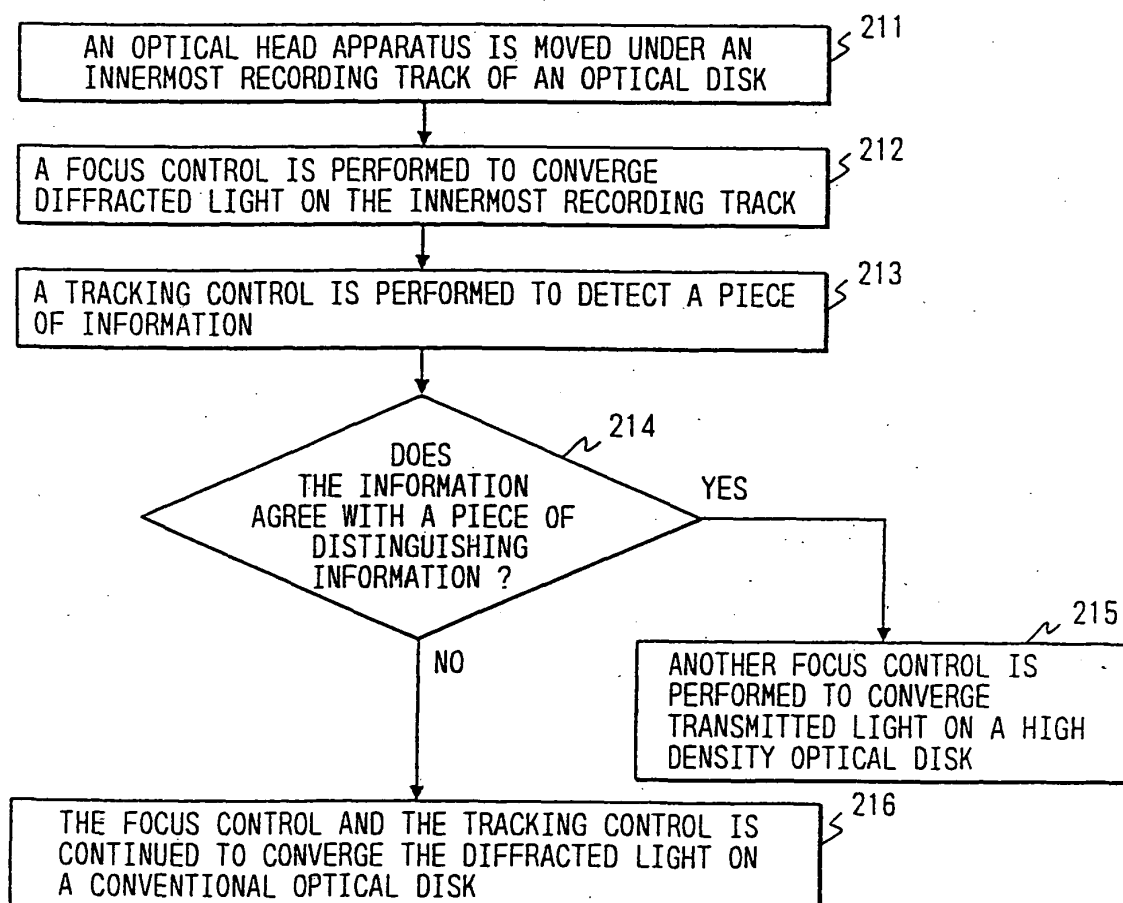 211
AN OPTICAL HEAD APPARATUS IS MOVED UNDER AN
INNERMOST RECORDING TRACK OF AN OPTICAL DISK
212
A FOCUS CONTROL IS PERFORMED TO CONVERGE
DIFFRACTED LIGHT ON THE INNERMOST RECORDING TRACK
213
A TRACKING CONTROL IS PERFORMED TO DETECT A PIECE
OF INFORMATION
214
DOES
THE INFORMATION
AGREE WITH A PIECE OF
DISTINGUISHING
INFORMATION ?
YES
NO
215
ANOTHER FOCUS CONTROL IS
PERFORMED TO CONVERGE
TRANSMITTED LIGHT ON A HIGH
DENSITY OPTICAL DISK
216
THE FOCUS CONTROL AND THE TRACKING CONTROL IS
CONTINUED TO CONVERGE THE DIFFRACTED LIGHT ON
A CONVENTIONAL OPTICAL DISK